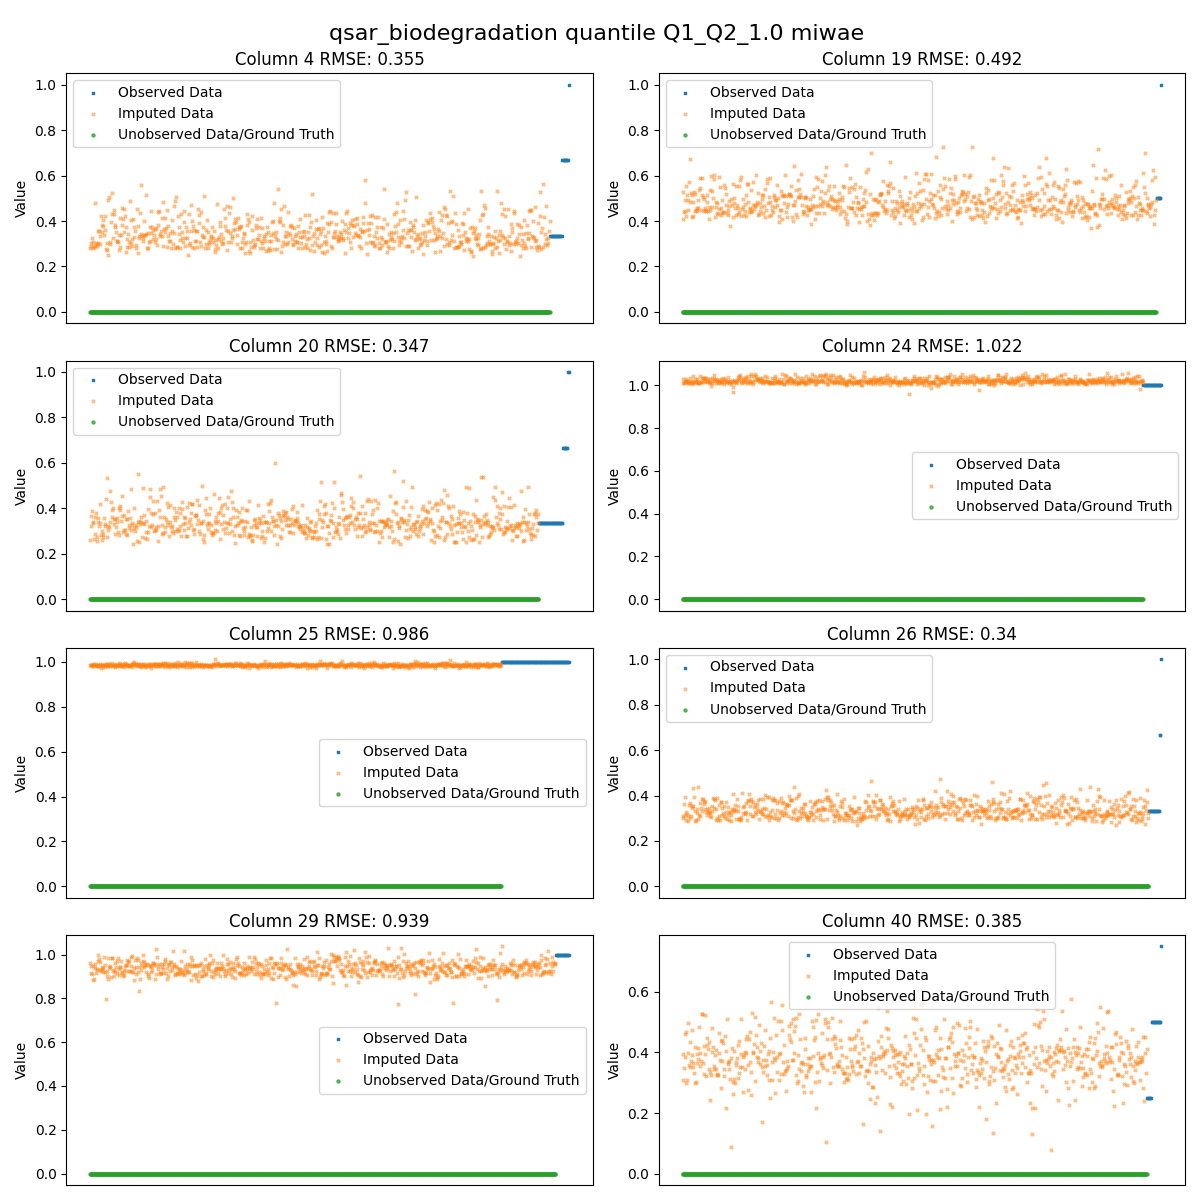 qsar_biodegradation quantile Q1_Q2_1.0 miwae
Column 4 RMSE: 0.355
Value
1.0
0.8
0.6
0.4
0.2
0.0
Observed Data
Imputed Data
Unobserved Data/Ground Truth
Column 19 RMSE: 0.492
Value
1.0
0.8
0.6
0.4
0.2
0.0
Observed Data
Imputed Data
Unobserved Data/Ground Truth
Column 20 RMSE: 0.347
Value
1.0
0.8
0.6
0.4
0.2
0.0
Observed Data
Imputed Data
Unobserved Data/Ground Truth
Column 24 RMSE: 1.022
Value
1.0
0.8
0.6
0.4
0.2
0.0
Observed Data
Imputed Data
Unobserved Data/Ground Truth
Column 25 RMSE: 0.986
Value
1.0
0.8
0.6
0.4
0.2
0.0
Observed Data
Imputed Data
Unobserved Data/Ground Truth
Column 26 RMSE: 0.34
Value
1.0
0.8
0.6
0.4
0.2
0.0
Observed Data
Imputed Data
Unobserved Data/Ground Truth
Column 29 RMSE: 0.939
Value
1.0
0.8
0.6
0.4
0.2
0.0
Observed Data
Imputed Data
Unobserved Data/Ground Truth
Column 40 RMSE: 0.385
Value
0.6
0.4
0.2
0.0
Observed Data
Imputed Data
Unobserved Data/Ground Truth